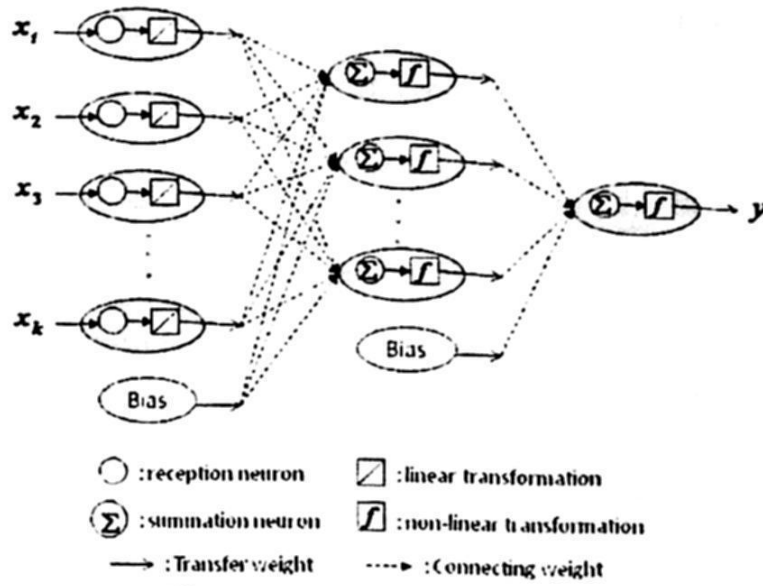 x1
x2
x3
xk
Bias
Σ f
Σ f
Σ f
Bias
Σ f
y
: reception neuron
: linear transformation
Σ : summation neuron
f : non-linear transformation
: Transfer weight
: Connecting weight